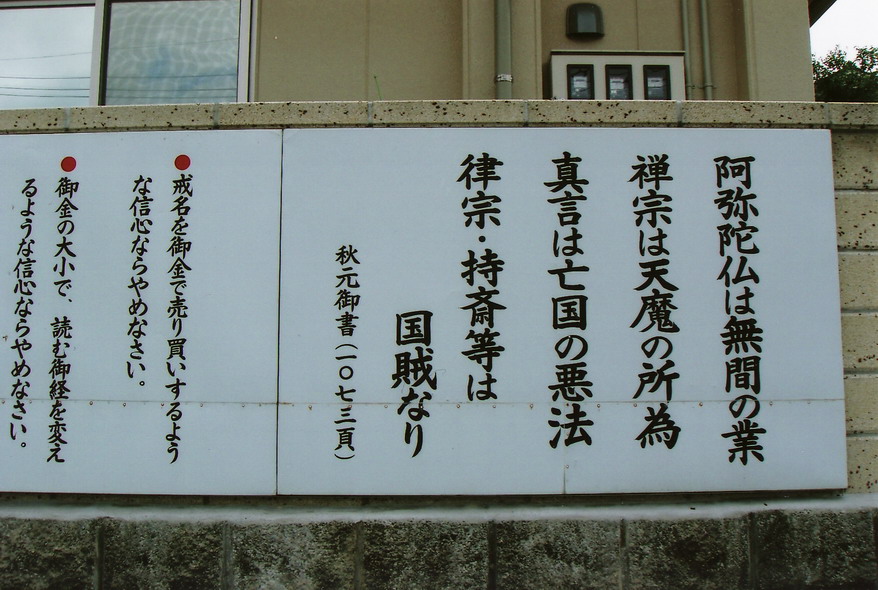 阿弥陀仏は無間の業
禅宗は天魔の所為
真言は亡国の悪法
律宗・持斎等は
国賊なり
秋元御書(一〇七三頁)
●戒名を御金で売り買いするよう
な信心ならやめなさい。
●御金の大小で、読む御経を変え
るような信心ならやめなさい。